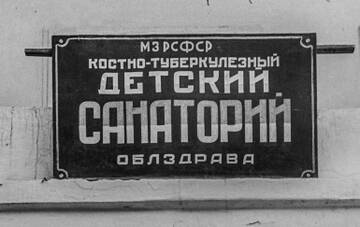 МЗ РСФСР
КОСТНО-ТУБЕРКУЛЕЗНЫЙ
ДЕТСКИЙ
САНАТОРИЙ
ОБЛЗДРАВА